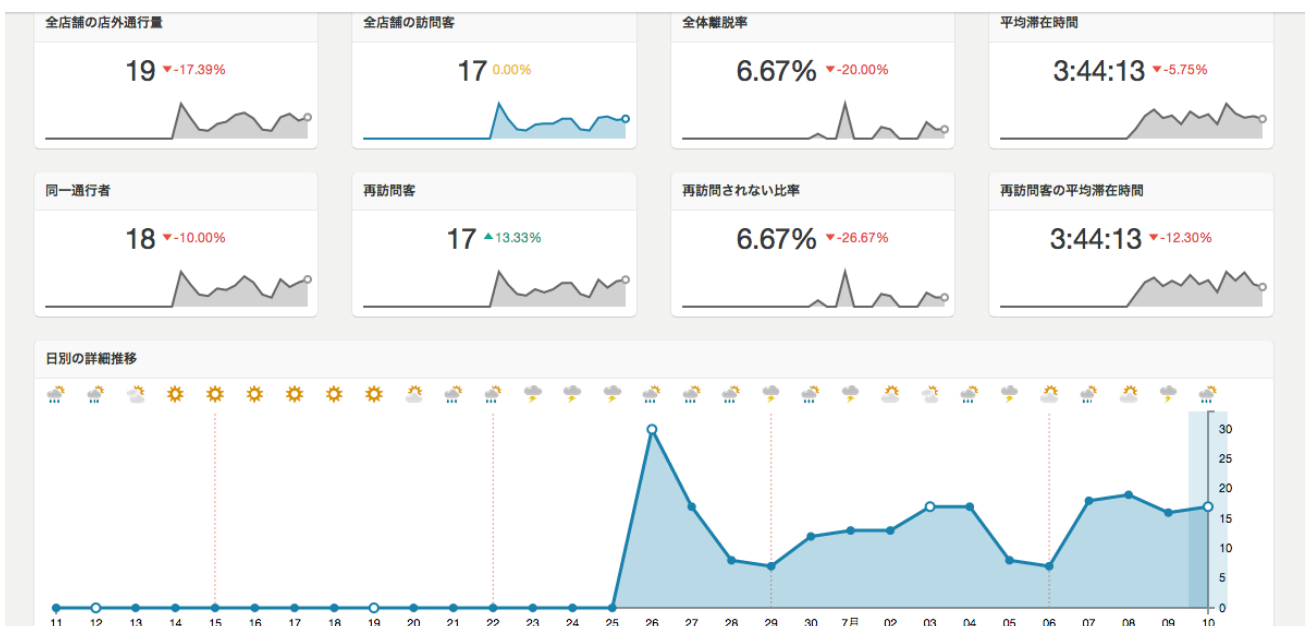 全店舗の店外通行量 全店舗の訪問客 全体離脱率 平均滞在時間
19 ▼-17.39% 17 0.00% 6.67% ▼-20.00% 3:44:13 ▼-5.75%
同一通行者 再訪問客 再訪問されない比率 再訪問客の平均滞在時間
18 ▼-10.00% 17 ▲13.33% 6.67% ▼-26.67% 3:44:13 ▼-12.30%
日別の詳細推移
30
25
20
15
10
5
0
11 12 13 14 15 16 17 18 19 20 21 22 23 24 25 26 27 28 29 30 7月 02 03 04 05 06 07 08 09 10